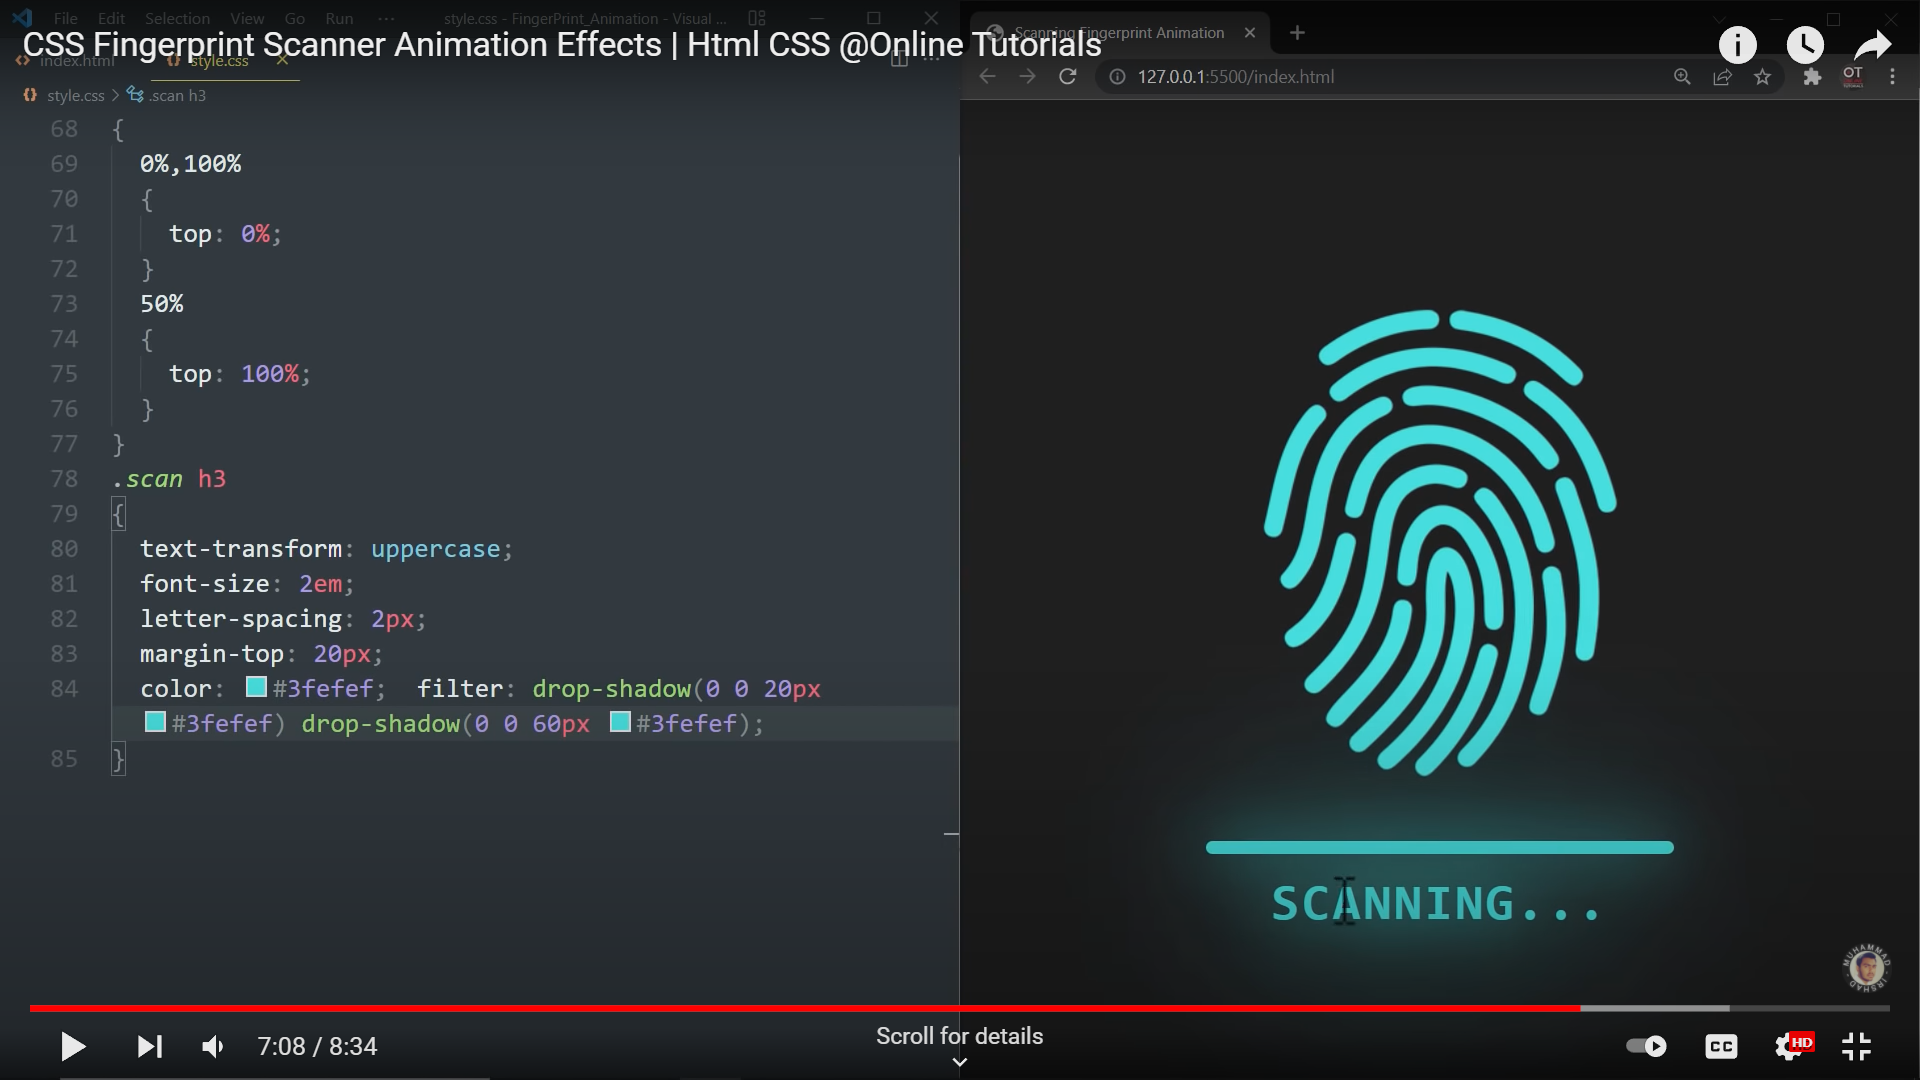 File Edit Selection View Go Run ··· style.css - FingerPrint_Animation - Visual ...
Scanning Fingerprint Animation
CSS Fingerprint Scanner Animation Effects | Html CSS @Online Tutorials
index.html style.css
127.0.0.1:5500/index.html
OT
style.css > .scan h3
68 {
69 0%,100%
70 {
71 top: 0%;
72 }
73 50%
74 {
75 top: 100%;
76 }
77 }
78 .scan h3
79 {
80 text-transform: uppercase;
81 font-size: 2em;
82 letter-spacing: 2px;
83 margin-top: 20px;
84 color: #3fefef; filter: drop-shadow(0 0 20px
#3fefef) drop-shadow(0 0 60px #3fefef);
85 }
SCANNING...
MUHAMMAD IRSHAD
7:08 / 8:34
Scroll for details
CC
HD